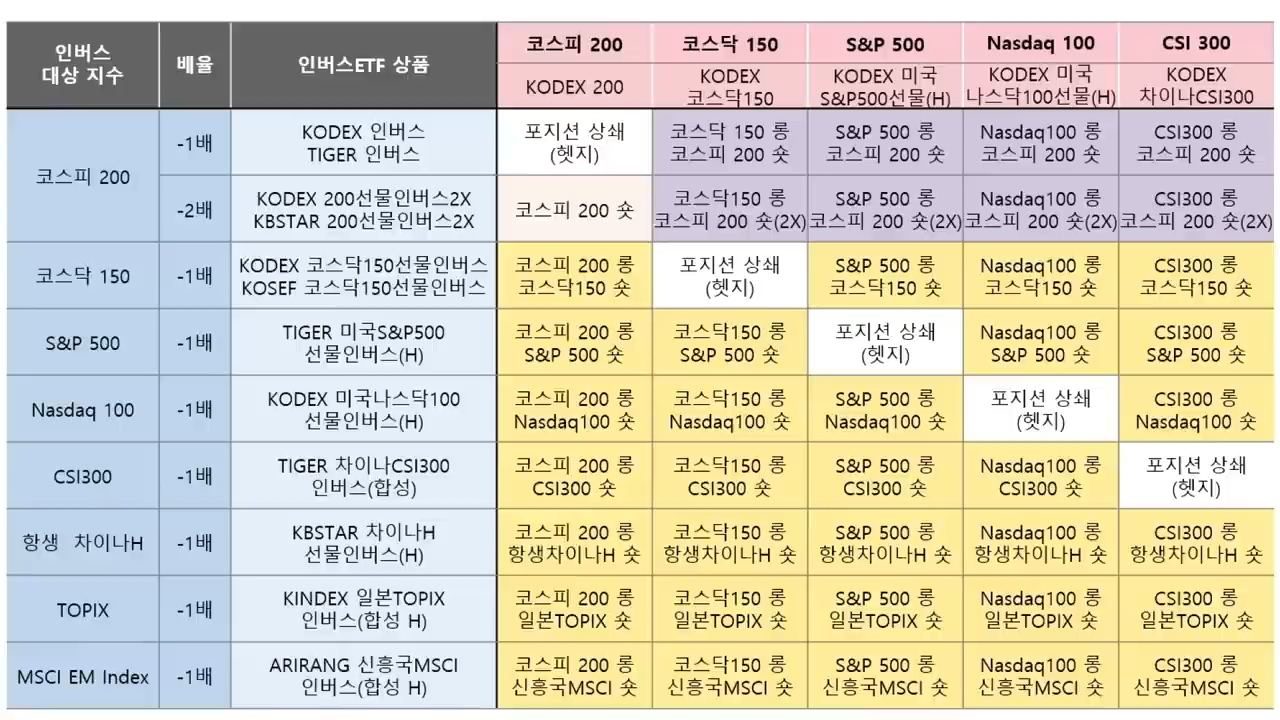 인버스
대상 지수
배율
인버스ETF 상품
코스피 200
코스닥 150
S&P 500
Nasdaq 100
CSI 300
KODEX 200
KODEX
코스닥150
KODEX 미국
S&P500선물(H)
KODEX 미국
나스닥100선물(H)
KODEX
차이나CSI300
코스피 200
-1배
KODEX 인버스
TIGER 인버스
포지션 상쇄
(헷지)
코스닥 150 롱
코스피 200 숏
S&P 500 롱
코스피 200 숏
Nasdaq100 롱
코스피 200 숏
CSI300 롱
코스피 200 숏
-2배
KODEX 200선물인버스2X
KBSTAR 200선물인버스2X
코스피 200 숏
코스닥150 롱
코스피 200 숏(2X)
S&P 500 롱
코스피 200 숏(2X)
Nasdaq100 롱
코스피 200 숏(2X)
CSI300 롱
코스피 200 숏(2X)
코스닥 150
-1배
KODEX 코스닥150선물인버스
KOSEF 코스닥150선물인버스
코스피 200 롱
코스닥150 숏
포지션 상쇄
(헷지)
S&P 500 롱
코스닥150 숏
Nasdaq100 롱
코스닥150 숏
CSI300 롱
코스닥150 숏
S&P 500
-1배
TIGER 미국S&P500
선물인버스(H)
코스피 200 롱
S&P 500 숏
코스닥150 롱
S&P 500 숏
포지션 상쇄
(헷지)
Nasdaq100 롱
S&P 500 숏
CSI300 롱
S&P 500 숏
Nasdaq 100
-1배
KODEX 미국나스닥100
선물인버스(H)
코스피 200 롱
Nasdaq100 숏
코스닥150 롱
Nasdaq100 숏
S&P 500 롱
Nasdaq100 숏
포지션 상쇄
(헷지)
CSI300 롱
Nasdaq100 숏
CSI300
-1배
TIGER 차이나CSI300
인버스(합성)
코스피 200 롱
CSI300 숏
코스닥150 롱
CSI300 숏
S&P 500 롱
CSI300 숏
Nasdaq100 롱
CSI300 숏
포지션 상쇄
(헷지)
항생 차이나H
-1배
KBSTAR 차이나H
선물인버스(H)
코스피 200 롱
항생차이나H 숏
코스닥150 롱
항생차이나H 숏
S&P 500 롱
항생차이나H 숏
Nasdaq100 롱
항생차이나H 숏
CSI300 롱
항생차이나H 숏
TOPIX
-1배
KINDEX 일본TOPIX
인버스(합성 H)
코스피 200 롱
일본TOPIX 숏
코스닥150 롱
일본TOPIX 숏
S&P 500 롱
일본TOPIX 숏
Nasdaq100 롱
일본TOPIX 숏
CSI300 롱
일본TOPIX 숏
MSCI EM Index
-1배
ARIRANG 신흥국MSCI
인버스(합성 H)
코스피 200 롱
신흥국MSCI 숏
코스닥150 롱
신흥국MSCI 숏
S&P 500 롱
신흥국MSCI 숏
Nasdaq100 롱
신흥국MSCI 숏
CSI300 롱
신흥국MSCI 숏